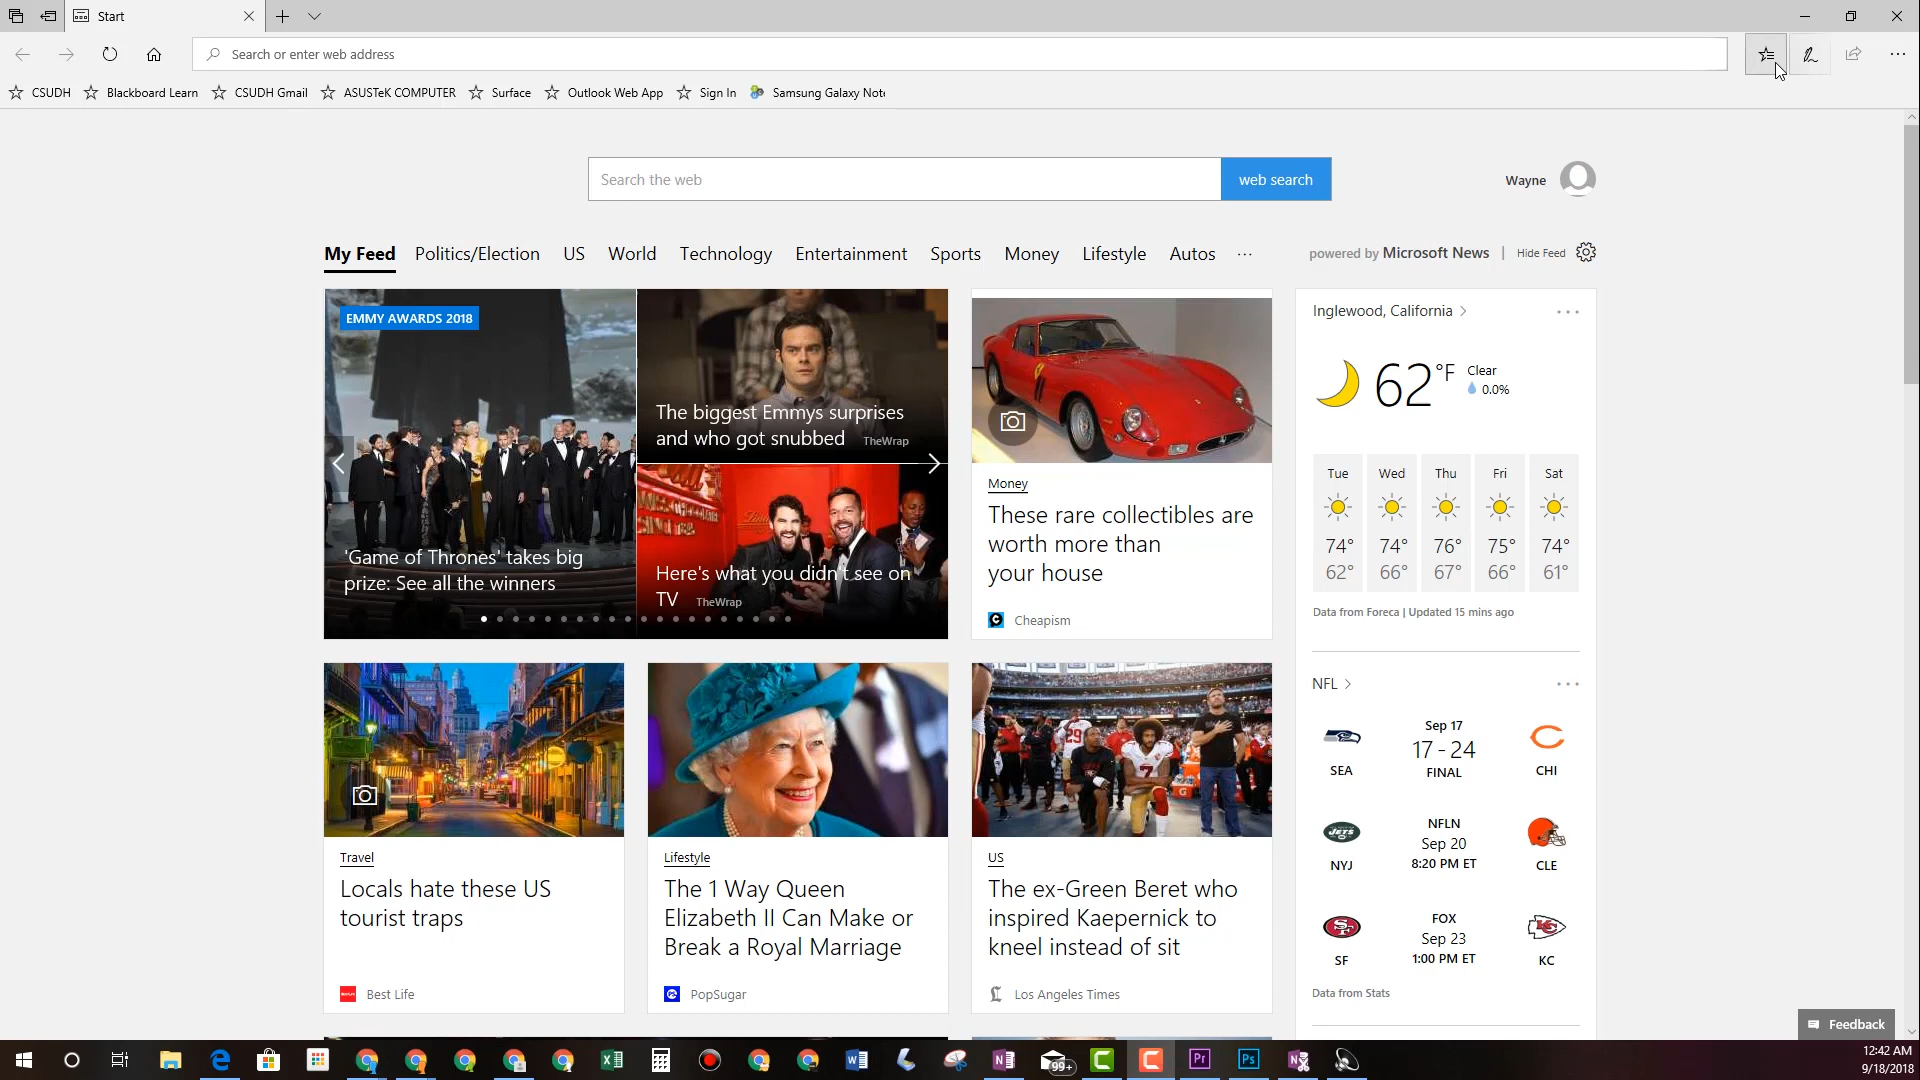 Start
Search or enter web address
CSUDH
Blackboard Learn
CSUDH Gmail
ASUSTeK COMPUTER
Surface
Outlook Web App
Sign In
Samsung Galaxy Note
Search the web
web search
Wayne
My Feed
Politics/Election
US
World
Technology
Entertainment
Sports
Money
Lifestyle
Autos
powered by Microsoft News
Hide Feed
EMMY AWARDS 2018
'Game of Thrones' takes big
prize: See all the winners
The biggest Emmys surprises
and who got snubbed TheWrap
Here's what you didn't see on
TV TheWrap
Money
These rare collectibles are
worth more than
your house
Cheapism
Inglewood, California
62°F
Clear
0.0%
Tue Wed Thu Fri Sat
74° 74° 76° 75° 74°
62° 66° 67° 66° 61°
Data from Foreca | Updated 15 mins ago
NFL
Sep 17
17 - 24
FINAL
SEA
CHI
NFLN
Sep 20
8:20 PM ET
NYJ
CLE
FOX
Sep 23
1:00 PM ET
SF
KC
Data from Stats
Travel
Locals hate these US
tourist traps
Best Life
Lifestyle
The 1 Way Queen
Elizabeth II Can Make or
Break a Royal Marriage
PopSugar
US
The ex-Green Beret who
inspired Kaepernick to
kneel instead of sit
Los Angeles Times
Feedback
99+
12:42 AM
9/18/2018